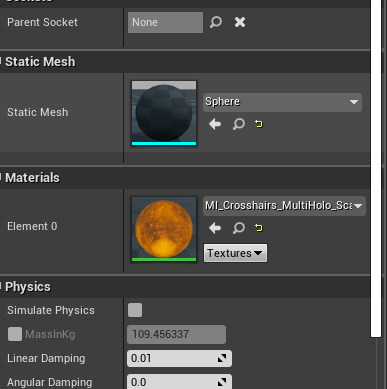 Parent Socket
None
Static Mesh
Static Mesh
Sphere
Materials
Element 0
MI_Crosshairs_MultiHolo_Sca
Textures
Physics
Simulate Physics
MassInKg
109.456337
Linear Damping
0.01
Angular Damping
0.0